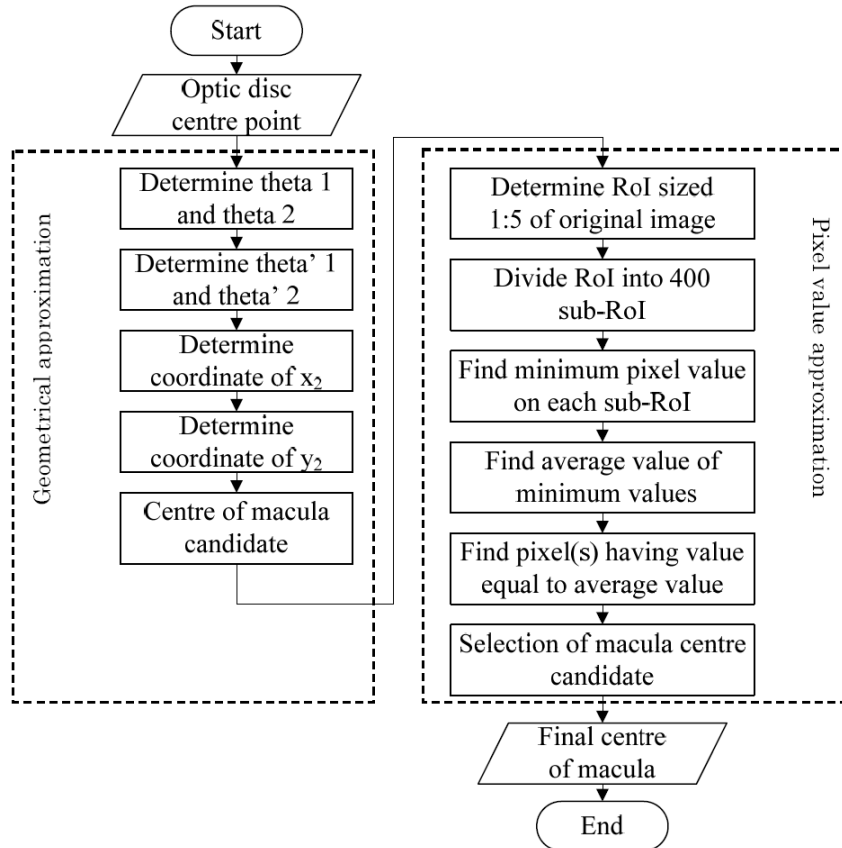 Start
Optic disc
centre point
Geometrical approximation
Determine theta 1
and theta 2
Determine theta' 1
and theta' 2
Determine
coordinate of x₂
Determine
coordinate of y₂
Centre of macula
candidate
Pixel value approximation
Determine RoI sized
1:5 of original image
Divide RoI into 400
sub-RoI
Find minimum pixel value
on each sub-RoI
Find average value of
minimum values
Find pixel(s) having value
equal to average value
Selection of macula centre
candidate
Final centre
of macula
End